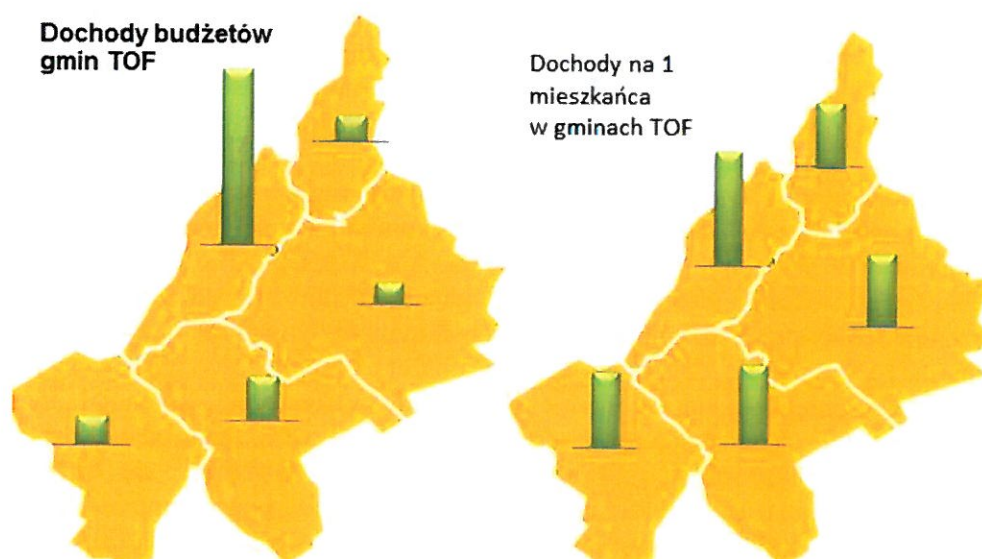 Dochody budżetów
gmin TOF
Dochody na 1
mieszkańca
w gminach TOF